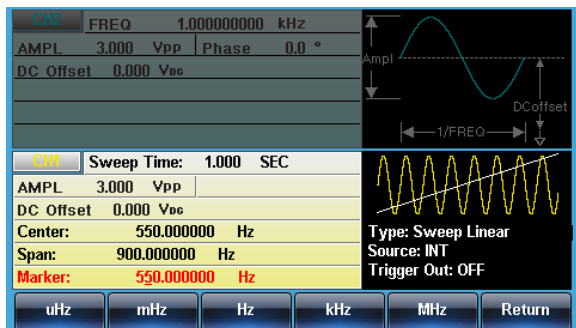 CH2 FREQ 1.000000000 kHz
AMPL 3.000 Vpp Phase 0.0 °
DC Offset 0.000 VDC
Ampl
DCoffset
1/FREQ
CH1 Sweep Time: 1.000 SEC
AMPL 3.000 Vpp
DC Offset 0.000 VDC
Center: 550.000000 Hz
Span: 900.000000 Hz
Marker: 550.000000 Hz
Type: Sweep Linear
Source: INT
Trigger Out: OFF
uHz mHz Hz kHz MHz Return